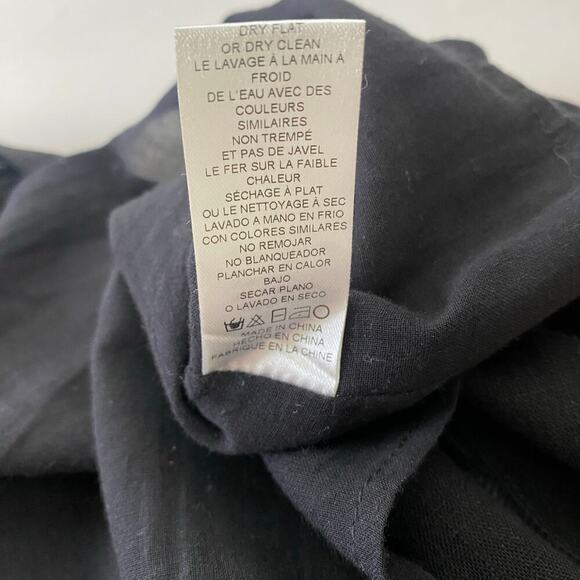 DRY FLAT
OR DRY CLEAN
LE LAVAGE À LA MAIN À
FROID
DE L'EAU AVEC DES
COULEURS
SIMILAIRES
NON TREMPÉ
ET PAS DE JAVEL
LE FER SUR LA FAIBLE
CHALEUR
SÉCHAGE À PLAT
OU LE NETTOYAGE À SEC
LAVADO A MANO EN FRIO
CON COLORES SIMILARES
NO REMOJAR
NO BLANQUEADOR
PLANCHAR EN CALOR
BAJO
SECAR PLANO
O LAVADO EN SECO
MADE IN CHINA
HECHO EN CHINA
FABRIQUE EN LA CHINE